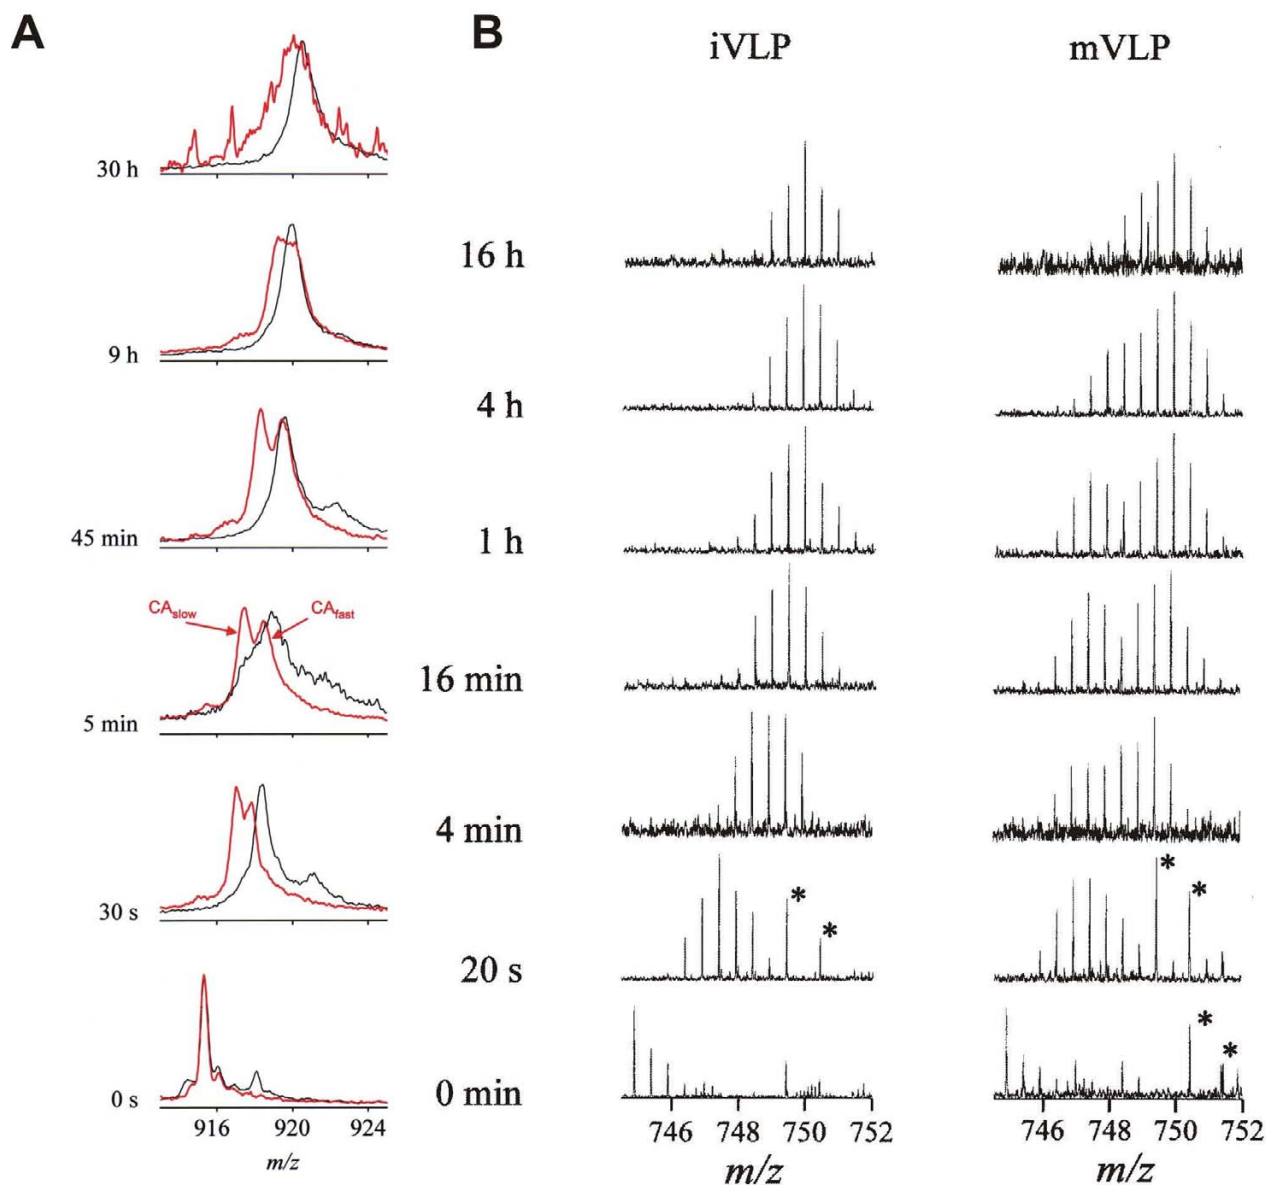 A
B
iVLP
mVLP
30 h
9 h
45 min
CAslow
CAfast
5 min
30 s
0 s
916 920 924
m/z
16 h
4 h
1 h
16 min
4 min
* * * *
20 s
* *
0 min
746 748 750 752
m/z
746 748 750 752
m/z